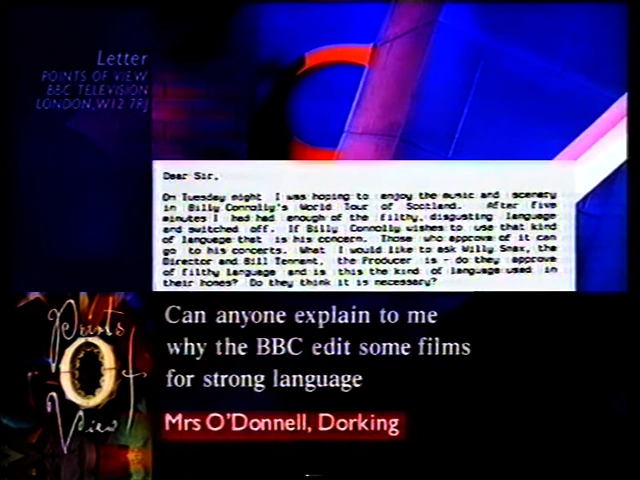 Letter
POINTS OF VIEW
BBC TELEVISION
LONDON, W12 7RJ
Dear Sir,
On Tuesday night I was hoping to enjoy the music and scenery
in Billy Connolly's World Tour of Scotland. After five
minutes I had had enough of the filthy, disgusting language
and switched off. If Billy Connolly wishes to use that kind
of language that is his concern. Those who approve of it can
go to his concerts. What I would like to ask Willy Smax, the
Director and Bill Tennant, the Producer is - do they approve
of filthy language and is this the kind of language used in
their homes? Do they think it is necessary?
Points
Of
View
Can anyone explain to me
why the BBC edit some films
for strong language
Mrs O'Donnell, Dorking